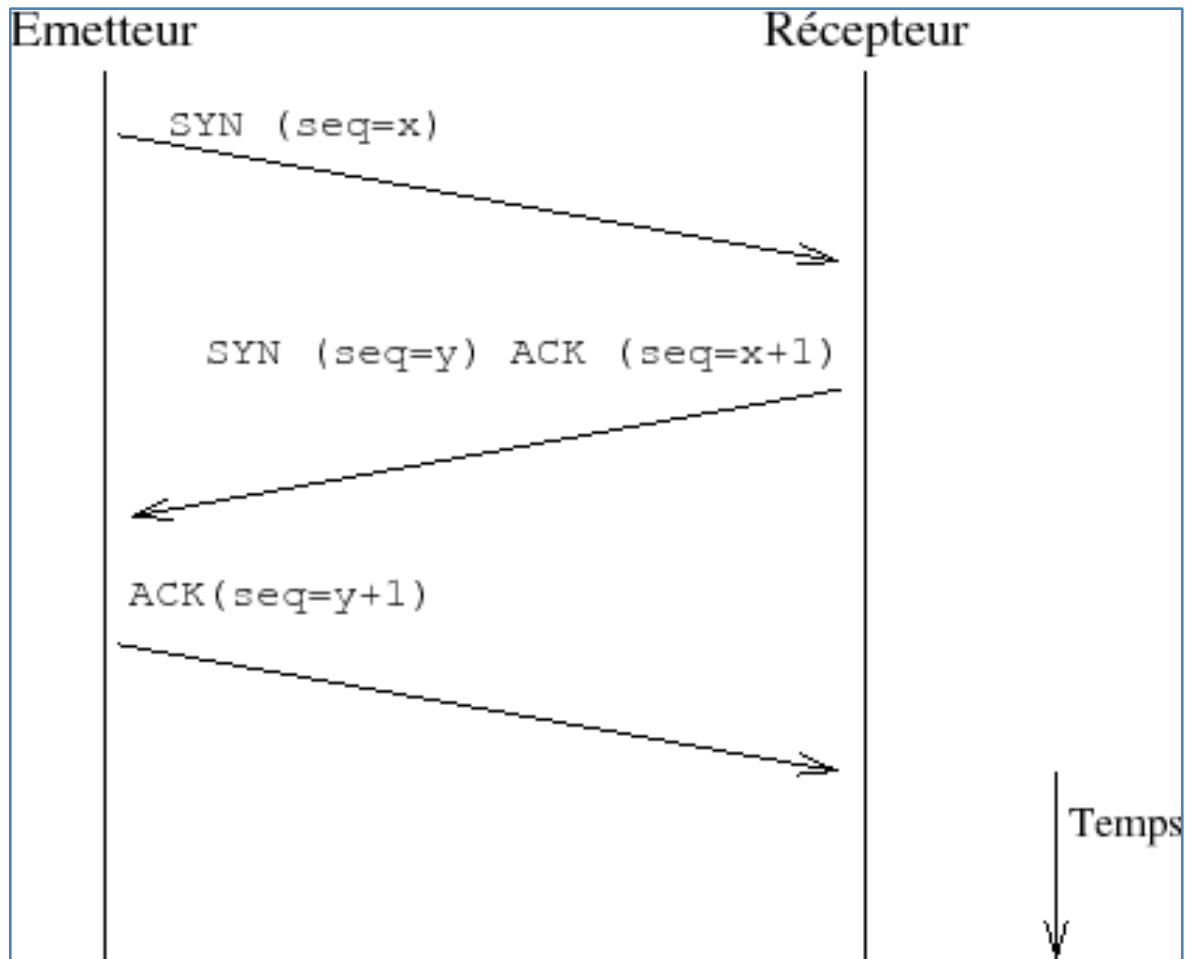 Emetteur
Récepteur
SYN (seq=x)
SYN (seq=y) ACK (seq=x+1)
ACK(seq=y+1)
Temps